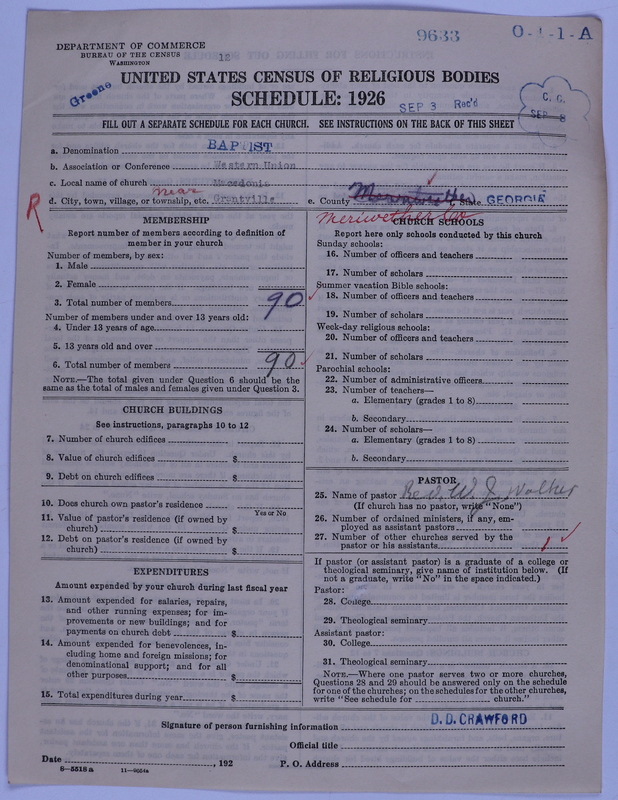 9633
O-1-1-A
DEPARTMENT OF COMMERCE
BUREAU OF THE CENSUS
WASHINGTON
12
UNITED STATES CENSUS OF RELIGIOUS BODIES
Greene
SCHEDULE: 1926
SEP 3 Rec'd
C. C.
SEP 8
FILL OUT A SEPARATE SCHEDULE FOR EACH CHURCH. SEE INSTRUCTIONS ON THE BACK OF THIS SHEET
a. Denomination BAPTIST
b. Association or Conference Western Union
c. Local name of church Macedonia
near
d. City, town, village, or township, etc. Grantville
e. County Meriwether State GEORGIA
R
Meriwether Co
MEMBERSHIP
Report number of members according to definition of
member in your church
Number of members, by sex:
1. Male
2. Female
3. Total number of members 90
Number of members under and over 13 years old:
4. Under 13 years of age
5. 13 years old and over
6. Total number of members 90
NOTE.—The total given under Question 6 should be the
same as the total of males and females given under Question 3.
CHURCH BUILDINGS
See instructions, paragraphs 10 to 12
7. Number of church edifices
8. Value of church edifices $
9. Debt on church edifices $
10. Does church own pastor's residence
Yes or No
11. Value of pastor's residence (if owned by
church) $
12. Debt on pastor's residence (if owned by
church) $
EXPENDITURES
Amount expended by your church during last fiscal year
13. Amount expended for salaries, repairs,
and other running expenses; for im-
provements or new buildings; and for
payments on church debt $
14. Amount expended for benevolences, in-
cluding home and foreign missions; for
denominational support; and for all
other purposes $
15. Total expenditures during year $
CHURCH SCHOOLS
Report here only schools conducted by this church
Sunday schools:
16. Number of officers and teachers
17. Number of scholars
Summer vacation Bible schools:
18. Number of officers and teachers
19. Number of scholars
Week-day religious schools:
20. Number of officers and teachers
21. Number of scholars
Parochial schools:
22. Number of administrative officers
23. Number of teachers—
a. Elementary (grades 1 to 8)
b. Secondary
24. Number of scholars—
a. Elementary (grades 1 to 8)
b. Secondary
PASTOR
25. Name of pastor Rev. W. J. Walker
(If church has no pastor, write "None")
26. Number of ordained ministers, if any, em-
ployed as assistant pastors
27. Number of other churches served by the
pastor or his assistants 1
If pastor (or assistant pastor) is a graduate of a college or
theological seminary, give name of institution below. (If
not a graduate, write "No" in the space indicated.)
Pastor:
28. College
29. Theological seminary
Assistant pastor:
30. College
31. Theological seminary
NOTE.—Where one pastor serves two or more churches,
Questions 28 and 29 should be answered only on the schedule
for one of the churches; on the schedules for the other churches,
write "See schedule for church."
Signature of person furnishing information D. D. CRAWFORD
Official title
Date , 192 P. O. Address
8—5518 a 11—9054a